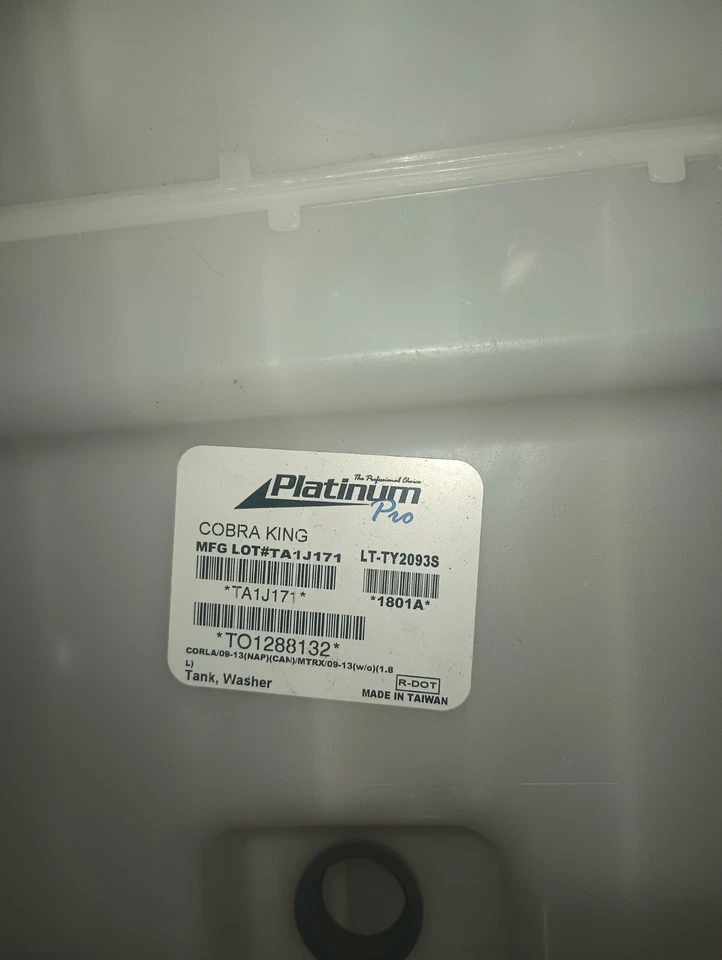 The Professional Choice
Platinum
Pro
COBRA KING
MFG LOT#TA1J171
LT-TY2093S
*TA1J171*
*1801A*
*TO1288132*
CORLA/09-13(NAP)(CAN)/MTRX/09-13(w/o)(1.8
L)
Tank, Washer
R-DOT
MADE IN TAIWAN